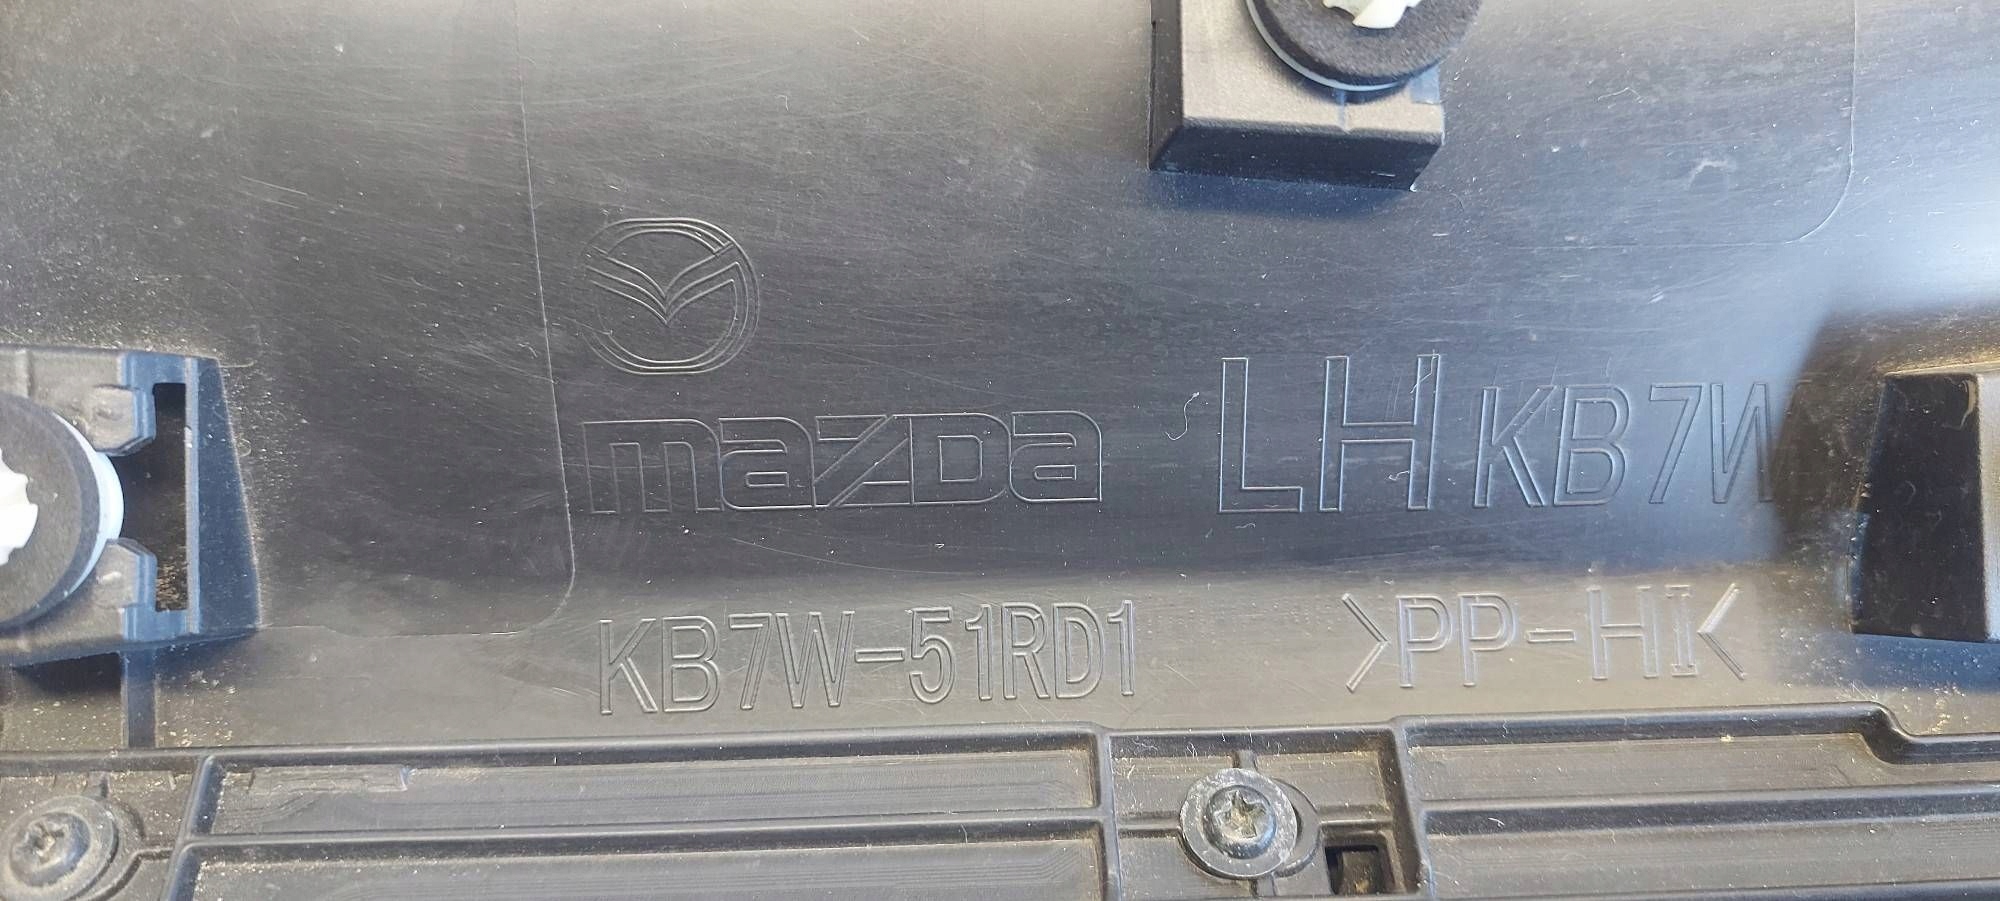 mazda LH KB7W
KB7W-51RD1 >PP-HI<